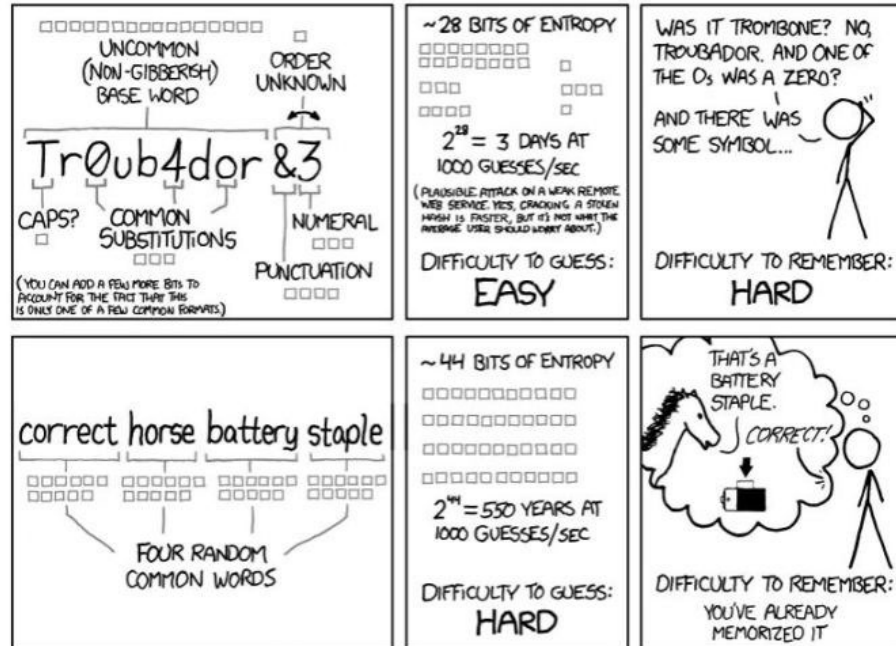 UNCOMMON
(NON-GIBBERISH)
BASE WORD
ORDER
UNKNOWN
Tr0ub4dor &3
CAPS?
COMMON
SUBSTITUTIONS
NUMERAL
PUNCTUATION
(YOU CAN ADD A FEW MORE BITS TO
ACCOUNT FOR THE FACT THAT THIS
IS ONLY ONE OF A FEW COMMON FORMATS.)
~28 BITS OF ENTROPY
2^28 = 3 DAYS AT
1000 GUESSES/SEC
(PLAUSIBLE ATTACK ON A WEAK REMOTE
WEB SERVICE. YES, CRACKING A STOLEN
HASH IS FASTER, BUT IT'S NOT WHAT THE
AVERAGE USER SHOULD WORRY ABOUT.)
DIFFICULTY TO GUESS:
EASY
WAS IT TROMBONE? NO,
TROUBADOR. AND ONE OF
THE Os WAS A ZERO?
AND THERE WAS
SOME SYMBOL...
DIFFICULTY TO REMEMBER:
HARD
correct horse battery staple
FOUR RANDOM
COMMON WORDS
~44 BITS OF ENTROPY
2^44 = 550 YEARS AT
1000 GUESSES/SEC
DIFFICULTY TO GUESS:
HARD
THAT'S A
BATTERY
STAPLE.
CORRECT!
DIFFICULTY TO REMEMBER:
YOU'VE ALREADY
MEMORIZED IT